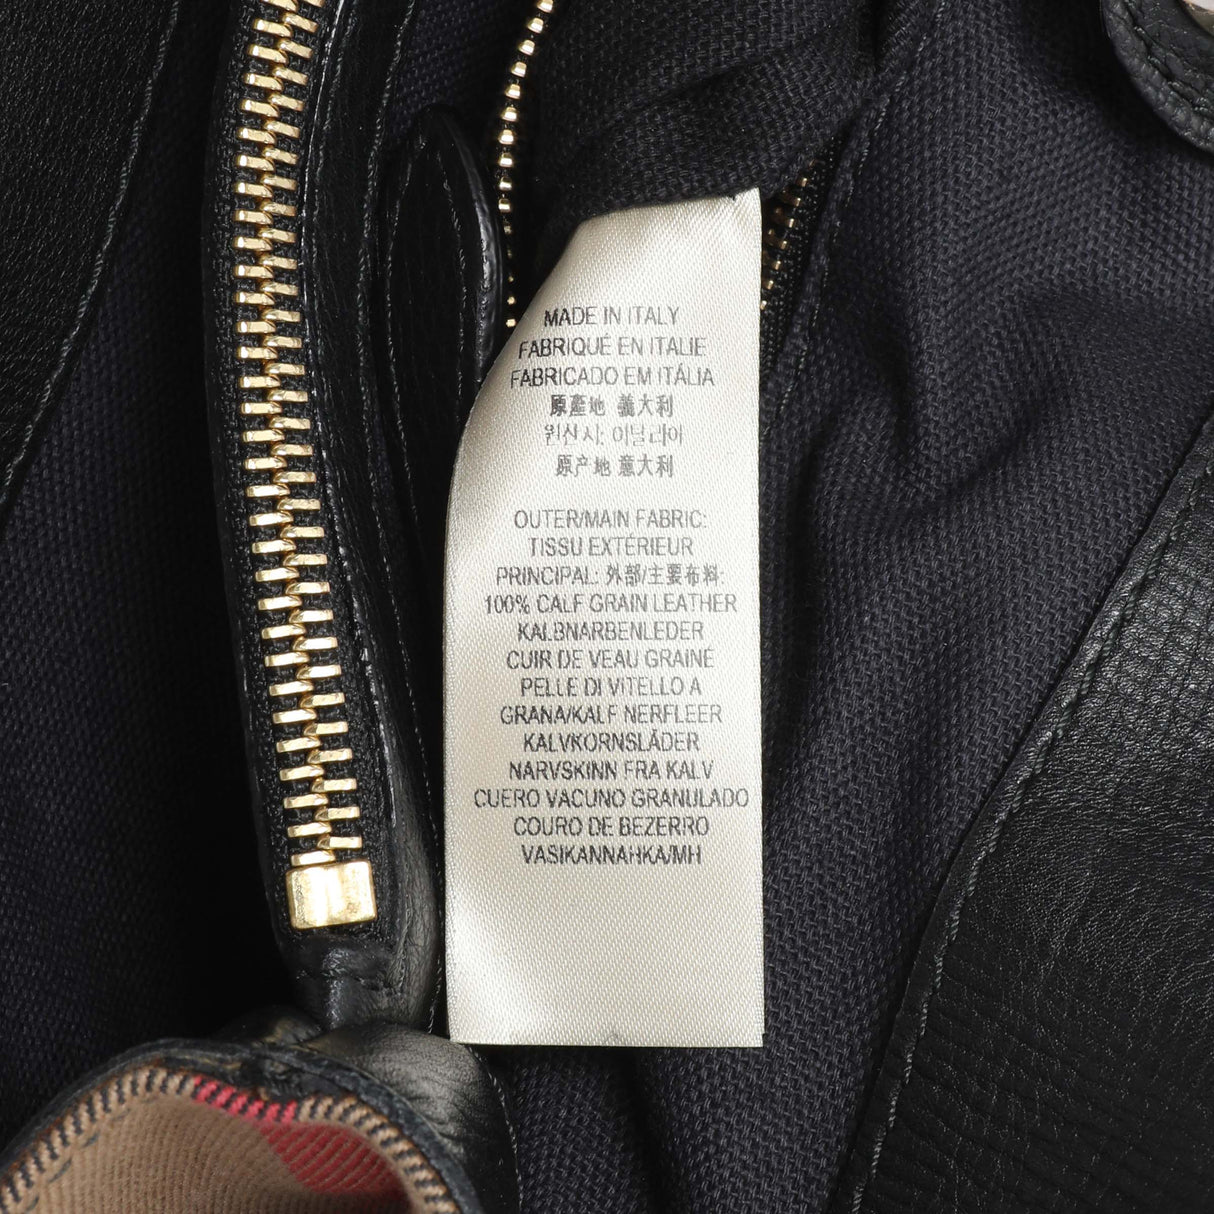 MADE IN ITALY
FABRIQUÉ EN ITALIE
FABRICADO EM ITÁLIA
原產地 義大利
원산지: 이탈리아
原产地 意大利
OUTER/MAIN FABRIC:
TISSU EXTÉRIEUR
PRINCIPAL: 外部/主要布料:
100% CALF GRAIN LEATHER
KALBNARBENLEDER
CUIR DE VEAU GRAINÉ
PELLE DI VITELLO A
GRANA/KALF NERFLEER
KALVKORNSLÅDER
NARVSKINN FRA KALV
CUERO VACUNO GRANULADO
COURO DE BEZERRO
VASIKANNAHKA/MH